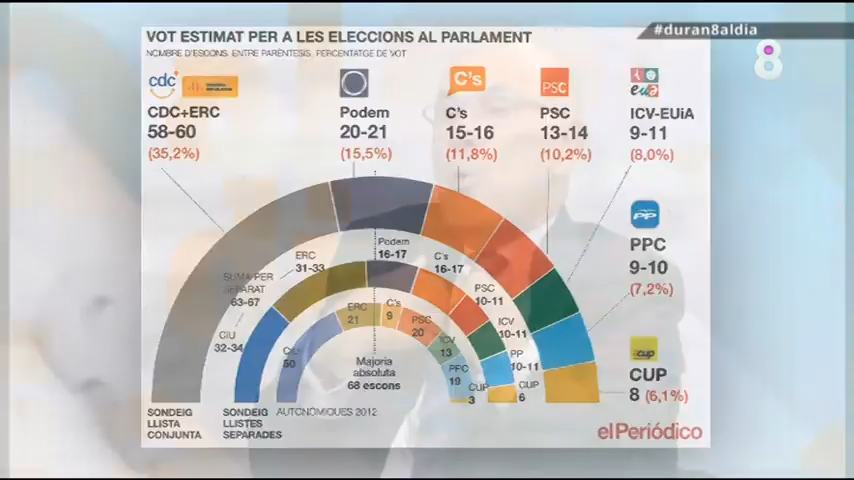 #duran8aldia
8
VOT ESTIMAT PER A LES ELECCIONS AL PARLAMENT
NOMBRE D'ESCONS. ENTRE PARÈNTESIS, PERCENTATGE DE VOT
cdc
CDC+ERC
58-60
(35,2%)
Podem
20-21
(15,5%)
C's
C's
15-16
(11,8%)
PSC
PSC
13-14
(10,2%)
euia
ICV-EUiA
9-11
(8,0%)
PP
PPC
9-10
(7,2%)
cup
CUP
8 (6,1%)
SUMA PER
SEPARAT
63-67
CiU
32-34
ERC
31-33
Podem
16-17
C's
16-17
PSC
10-11
ICV
10-11
PP
10-11
CUP
6
CiU
50
ERC
21
C's
9
PSC
20
ICV
13
PPC
19
CUP
3
Majoria
absoluta
68 escons
SONDEIG
LLISTA
CONJUNTA
SONDEIG
LLISTES
SEPARADES
AUTONÒMIQUES 2012
elPeriódico